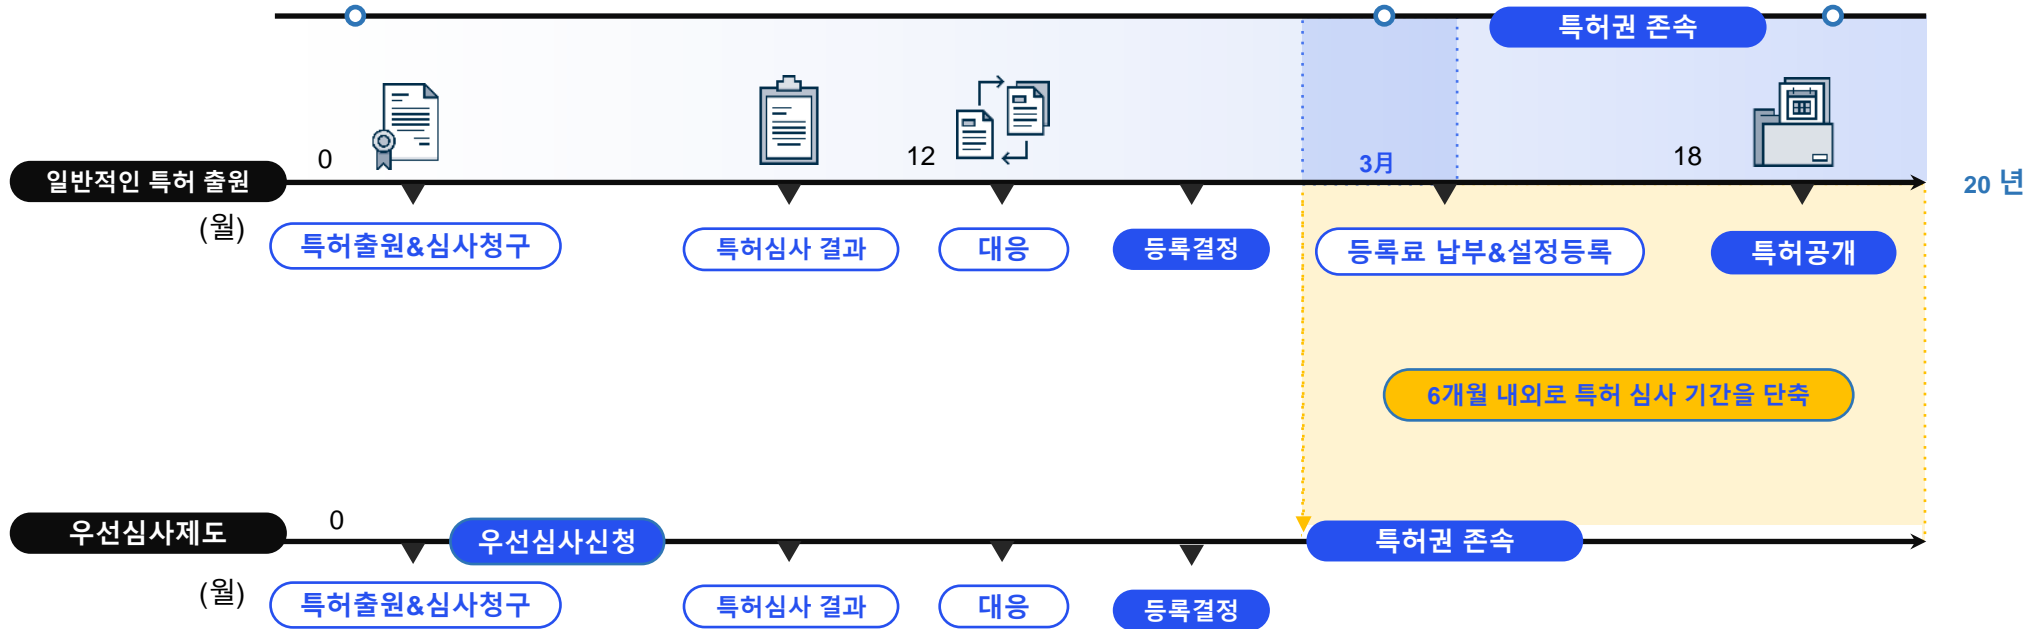 특허권 존속
0
12
3月
18
일반적인 특허 출원
20 년
(월)
특허출원&심사청구
특허심사 결과
대응
등록결정
등록료 납부&설정등록
특허공개
6개월 내외로 특허 심사 기간을 단축
0
우선심사제도
우선심사신청
특허권 존속
(월)
특허출원&심사청구
특허심사 결과
대응
등록결정